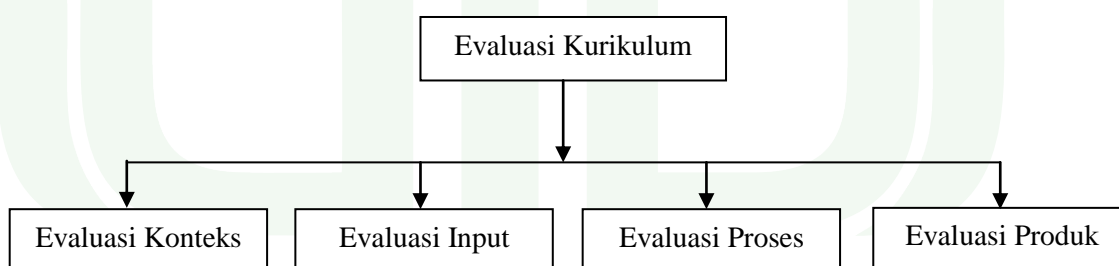 Evaluasi Kurikulum
Evaluasi Konteks
Evaluasi Input
Evaluasi Proses
Evaluasi Produk